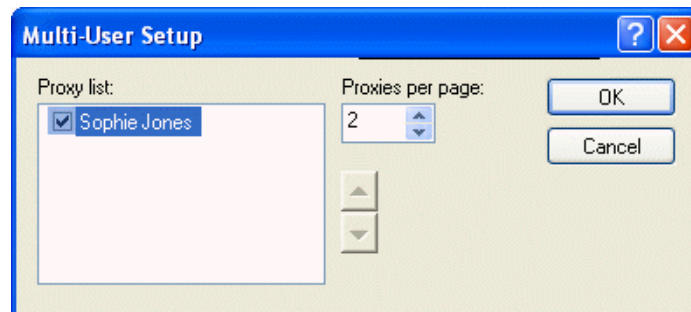 Multi-User Setup
Proxy list:
Sophie Jones
Proxies per page:
2
OK
Cancel